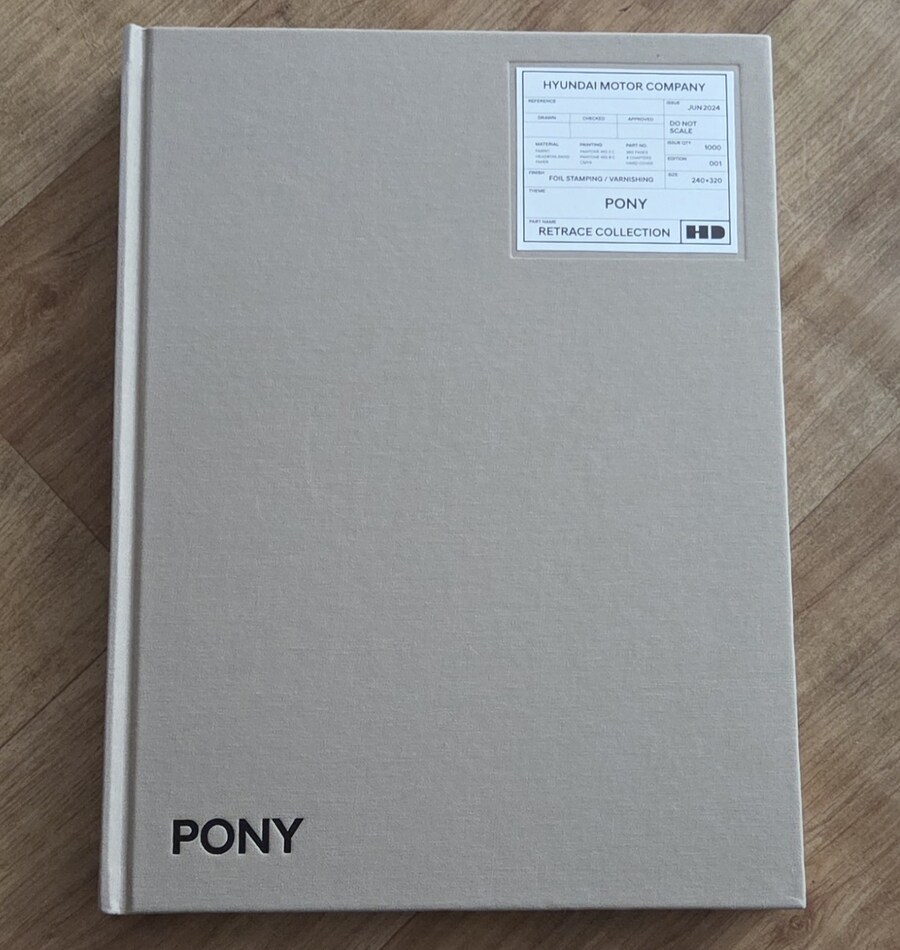 HYUNDAI MOTOR COMPANY
REFERENCE
ISSUE
JUN 2024
DRAWN CHECKED APPROVED
DO NOT
SCALE
MATERIAL PAINTING PART NO.
ISSUE QTY
1000
EDITION
001
FINISH
FOIL STAMPING / VARNISHING
SIZE
240×320
THEME
PONY
PART NAME
RETRACE COLLECTION
HD
PONY